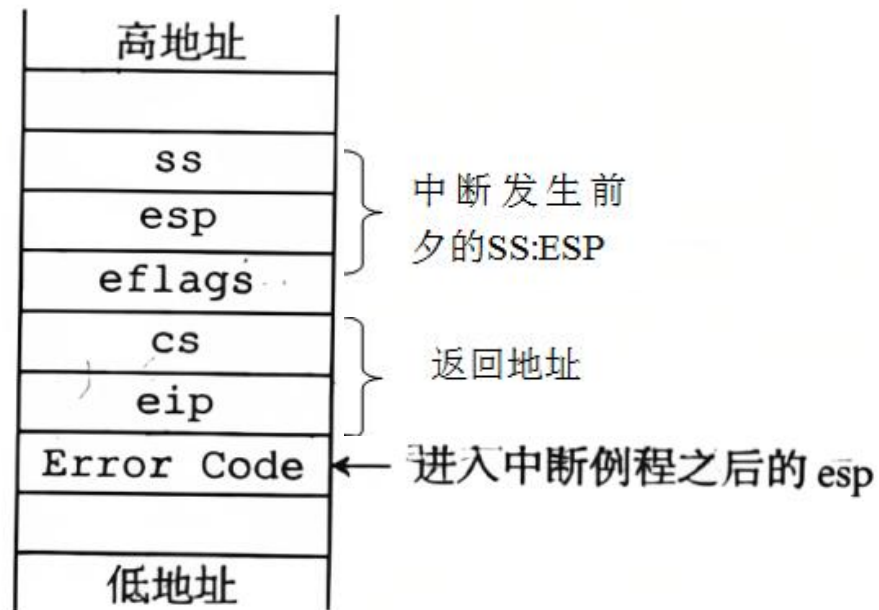 高地址
ss
esp
eflags
中断发生前
夕的SS:ESP
cs
eip
返回地址
Error Code
进入中断例程之后的 esp
低地址